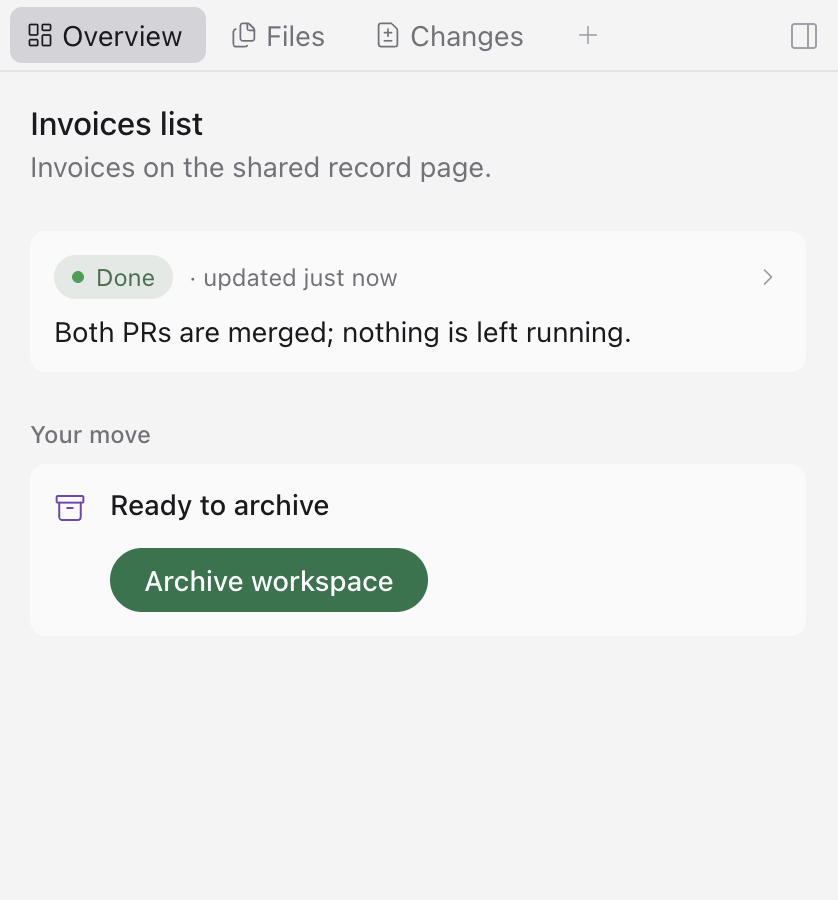 Overview Files Changes
Invoices list
Invoices on the shared record page.
Done · updated just now
Both PRs are merged; nothing is left running.
Your move
Ready to archive
Archive workspace